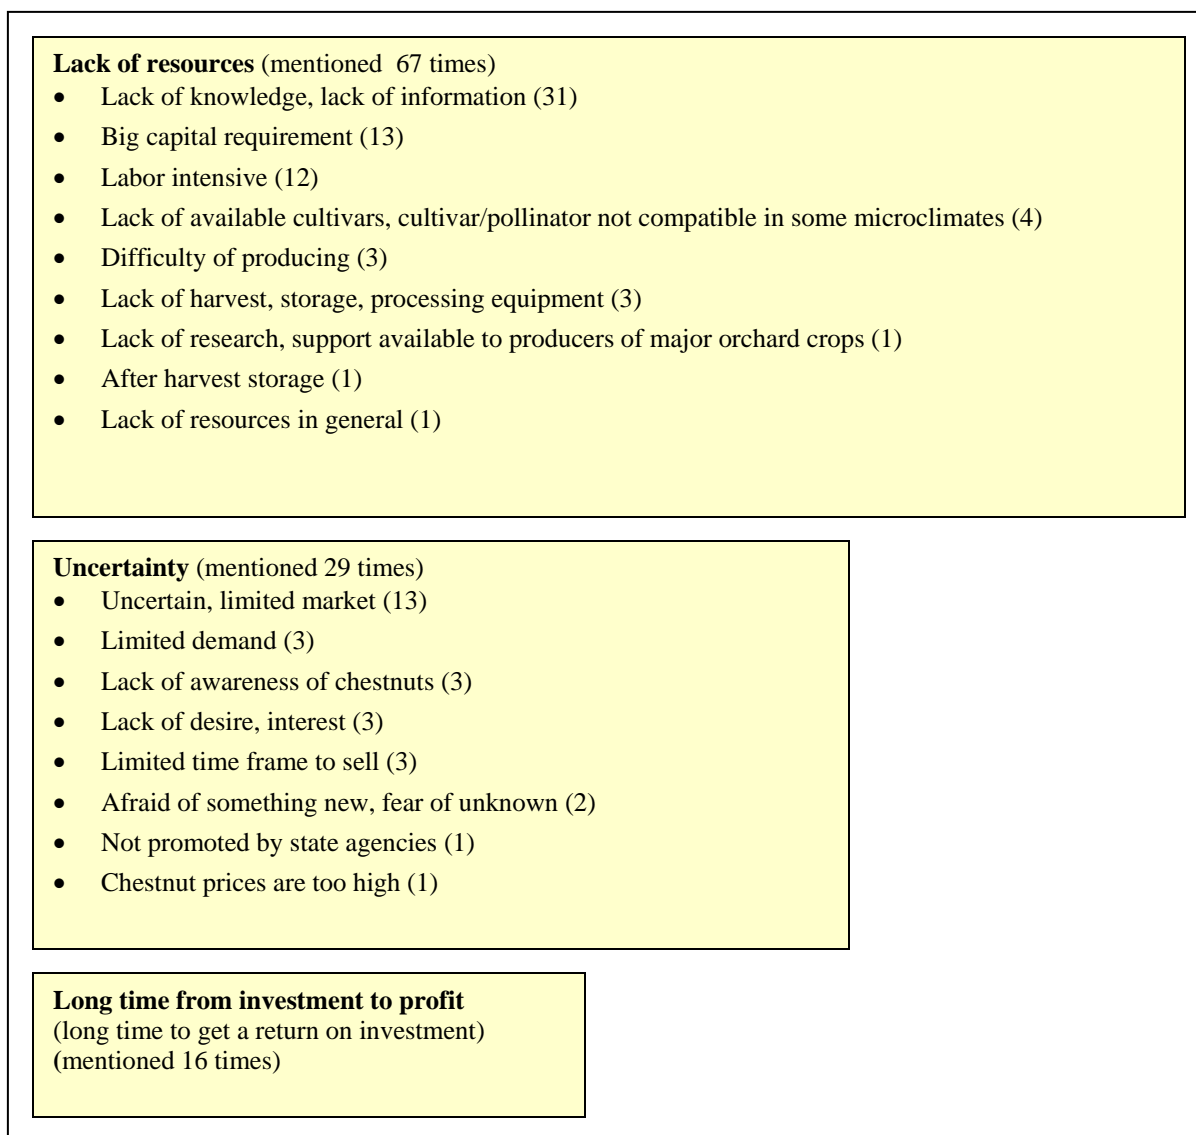 Lack of resources (mentioned  67 times)
• Lack of knowledge, lack of information (31)
• Big capital requirement (13)
• Labor intensive (12)
• Lack of available cultivars, cultivar/pollinator not compatible in some microclimates (4)
• Difficulty of producing (3)
• Lack of harvest, storage, processing equipment (3)
• Lack of research, support available to producers of major orchard crops (1)
• After harvest storage (1)
• Lack of resources in general (1)
Uncertainty (mentioned 29 times)
• Uncertain, limited market (13)
• Limited demand (3)
• Lack of awareness of chestnuts (3)
• Lack of desire, interest (3)
• Limited time frame to sell (3)
• Afraid of something new, fear of unknown (2)
• Not promoted by state agencies (1)
• Chestnut prices are too high (1)
Long time from investment to profit
(long time to get a return on investment)
(mentioned 16 times)